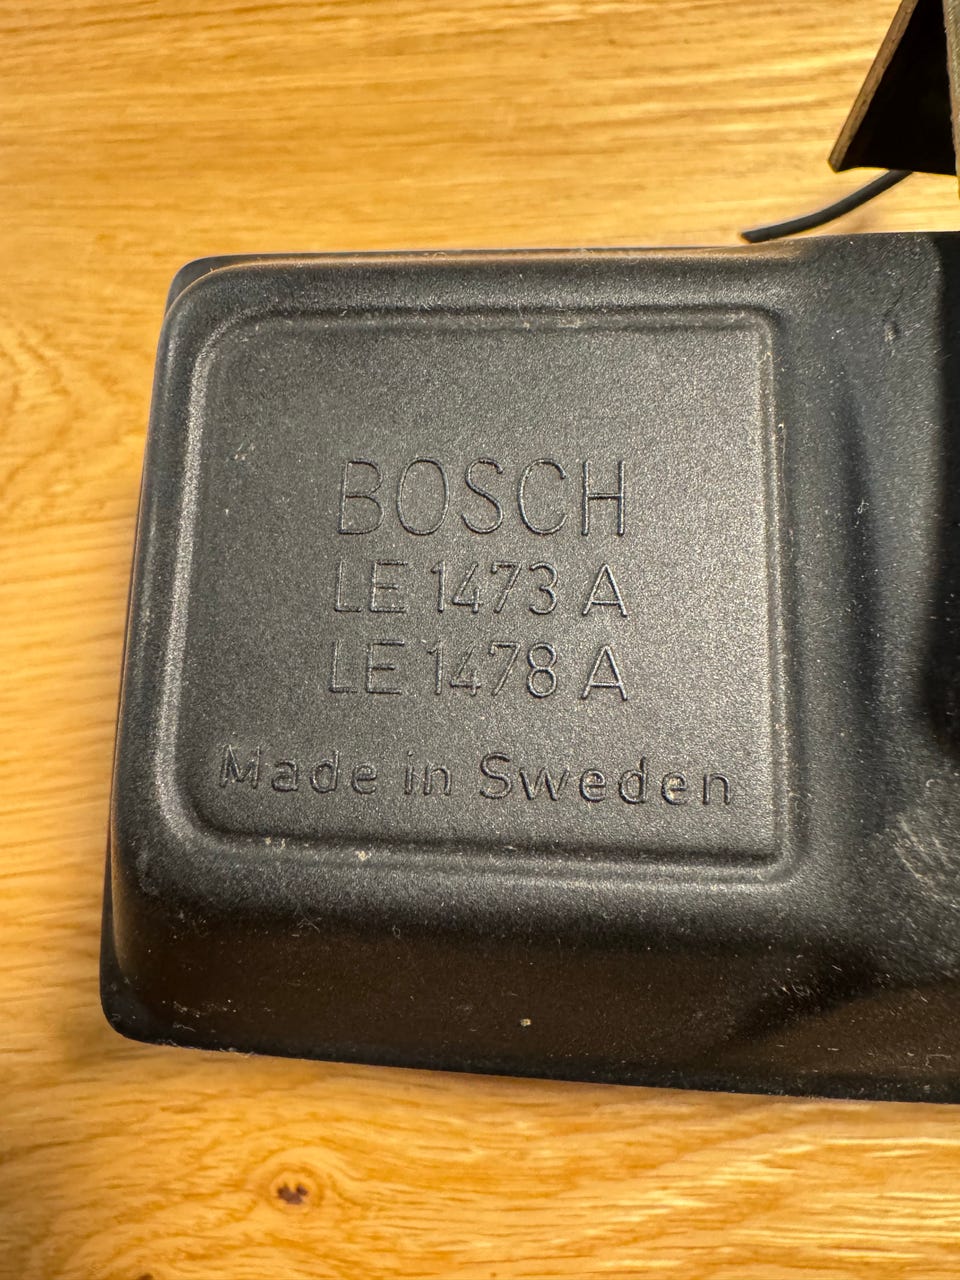 BOSCH
LE 1473 A
LE 1478 A
Made in Sweden